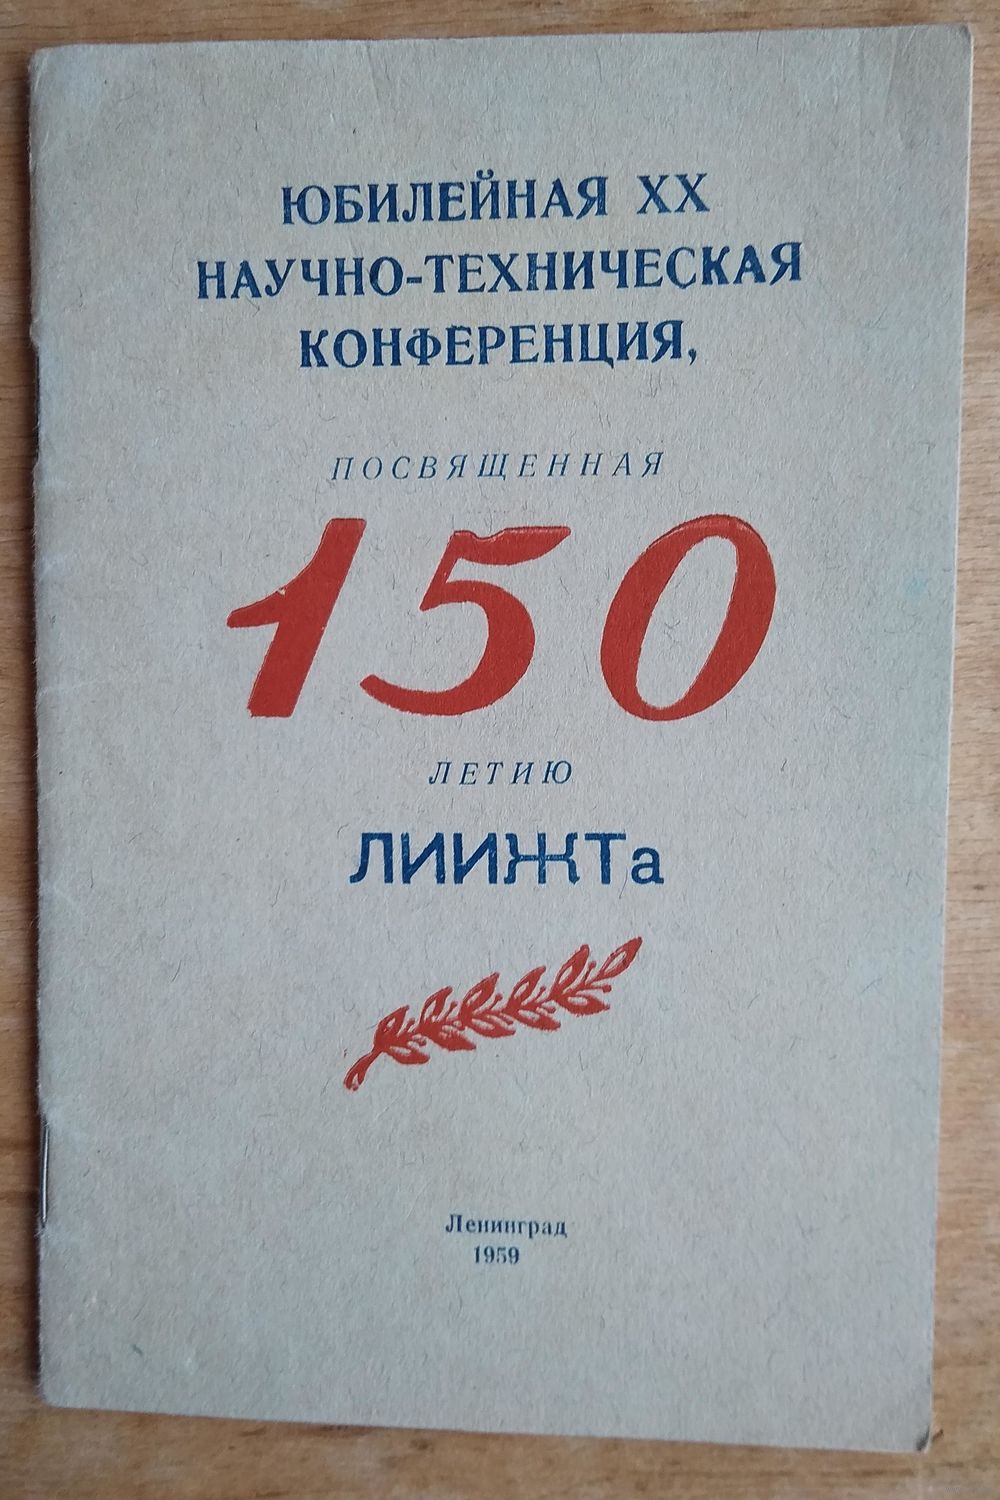 ЮБИЛЕЙНАЯ XX
НАУЧНО-ТЕХНИЧЕСКАЯ
КОНФЕРЕНЦИЯ,
ПОСВЯЩЕННАЯ
150
ЛЕТИЮ
ЛИИЖТа
Ленинград
1959